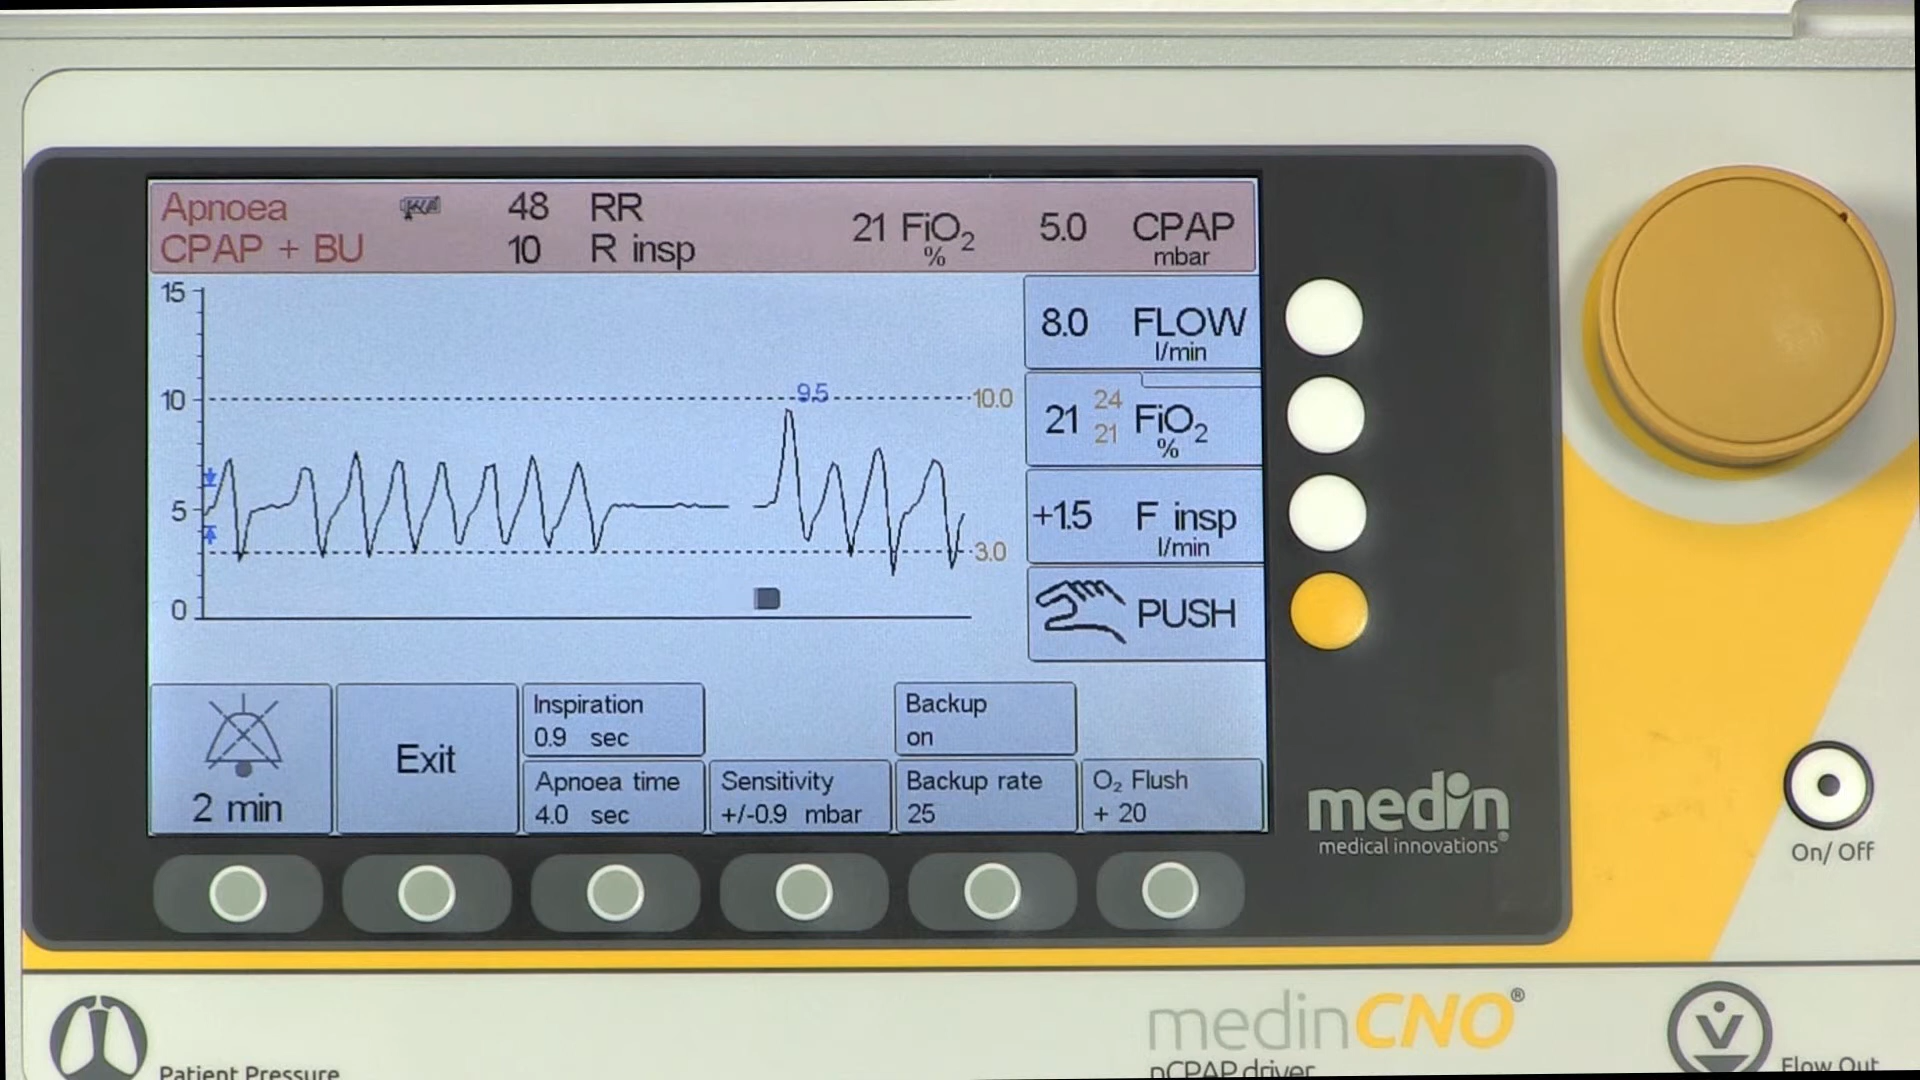 Apnoea 48 RR
CPAP + BU 10 R insp
21 FiO₂ %
5.0 CPAP mbar
15
10
5
0
9.5
10.0
3.0
8.0 FLOW
l/min
21 24 21 FiO₂
%
+1.5 F insp
l/min
PUSH
2 min
Exit
Inspiration
0.9 sec
Apnoea time
4.0 sec
Sensitivity
+/-0.9 mbar
Backup
on
Backup rate
25
O₂ Flush
+ 20
medin®
medical innovations
On/ Off
medinCNO®
nCPAP driver
Patient Pressure
Flow Out